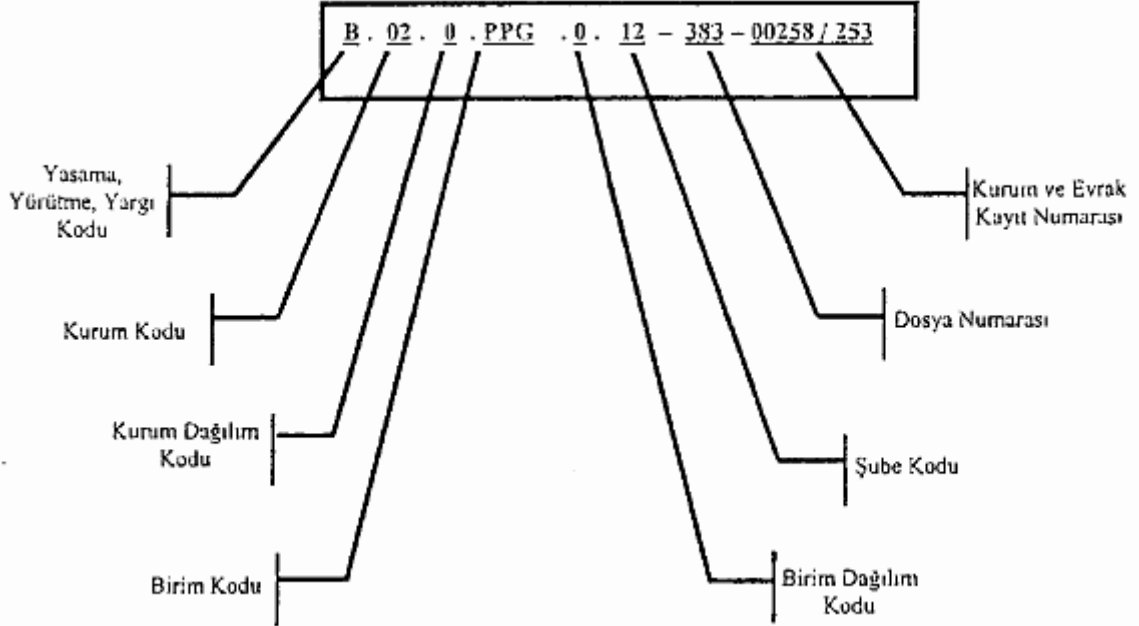 B . 02 . 0 . PPG . 0 . 12 – 383 – 00258 / 253
Yasama,
Yürütme, Yargı
Kodu
Kurum ve Evrak
Kayıt Numarası
Kurum Kodu
Dosya Numarası
Kurum Dağılım
Kodu
Şube Kodu
Birim Kodu
Birim Dağılım
Kodu